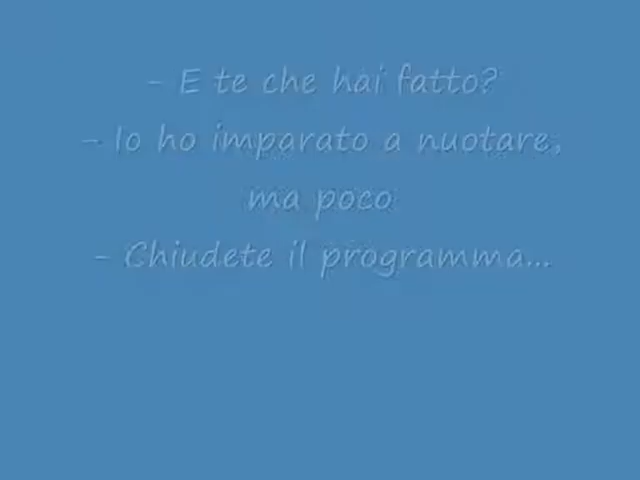 - E te che hai fatto?
- Io ho imparato a nuotare,
ma poco
- Chiudete il programma...